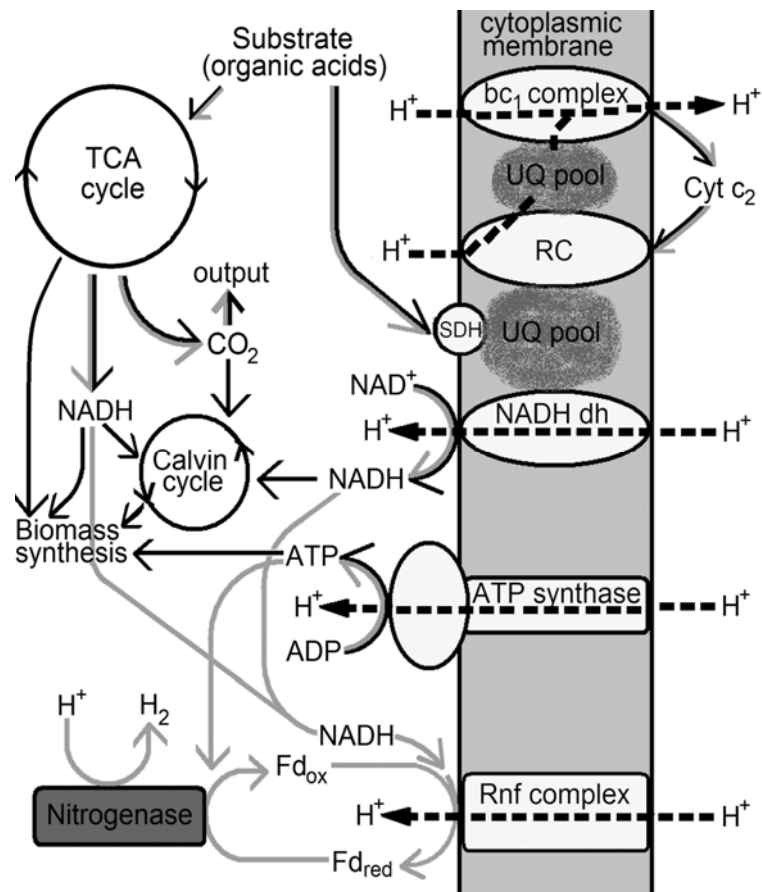 Substrate
(organic acids)
cytoplasmic
membrane
H⁺
bc₁ complex
H⁺
TCA
cycle
UQ pool
Cyt c₂
H⁺
RC
output
CO₂
SDH
UQ pool
NAD⁺
NADH
NADH dh
H⁺
H⁺
Calvin
cycle
NADH
Biomass
synthesis
ATP
ATP synthase
H⁺
H⁺
ADP
H⁺
H₂
NADH
Fdₒₓ
Rnf complex
Nitrogenase
H⁺
H⁺
Fd_red